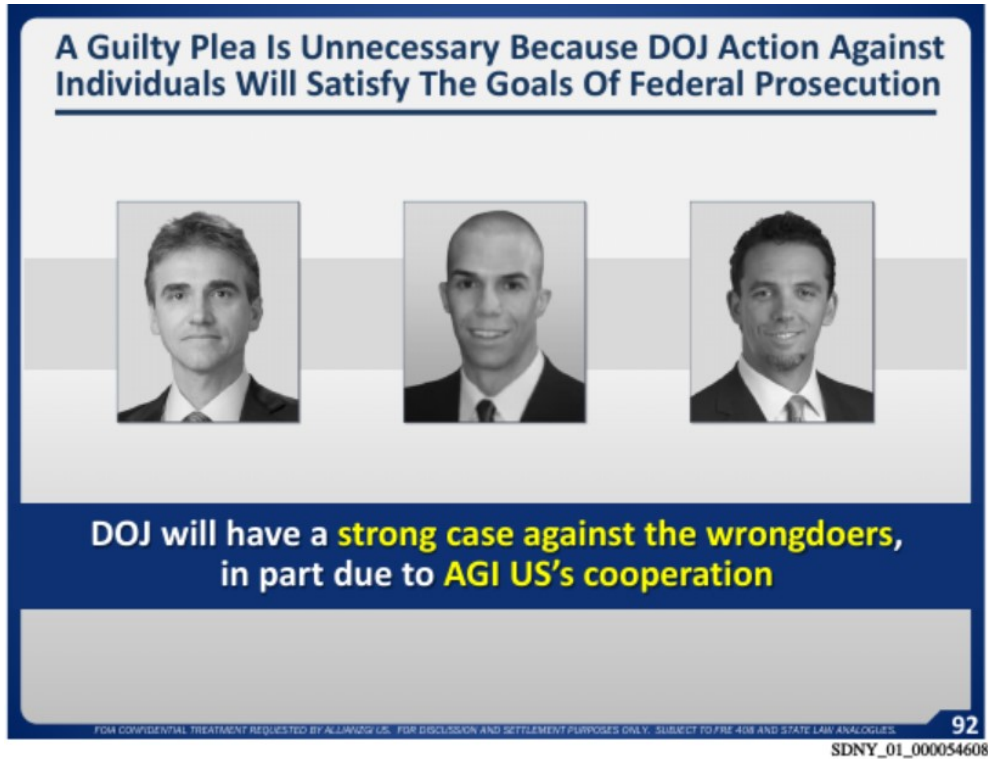 A Guilty Plea Is Unnecessary Because DOJ Action Against
Individuals Will Satisfy The Goals Of Federal Prosecution
DOJ will have a strong case against the wrongdoers,
in part due to AGI US’s cooperation
FOIA CONFIDENTIAL TREATMENT REQUESTED BY ALLIANZGI US. FOR DISCUSSION AND SETTLEMENT PURPOSES ONLY. SUBJECT TO FRE 408 AND STATE LAW ANALOGUES.
92
SDNY_01_000054608